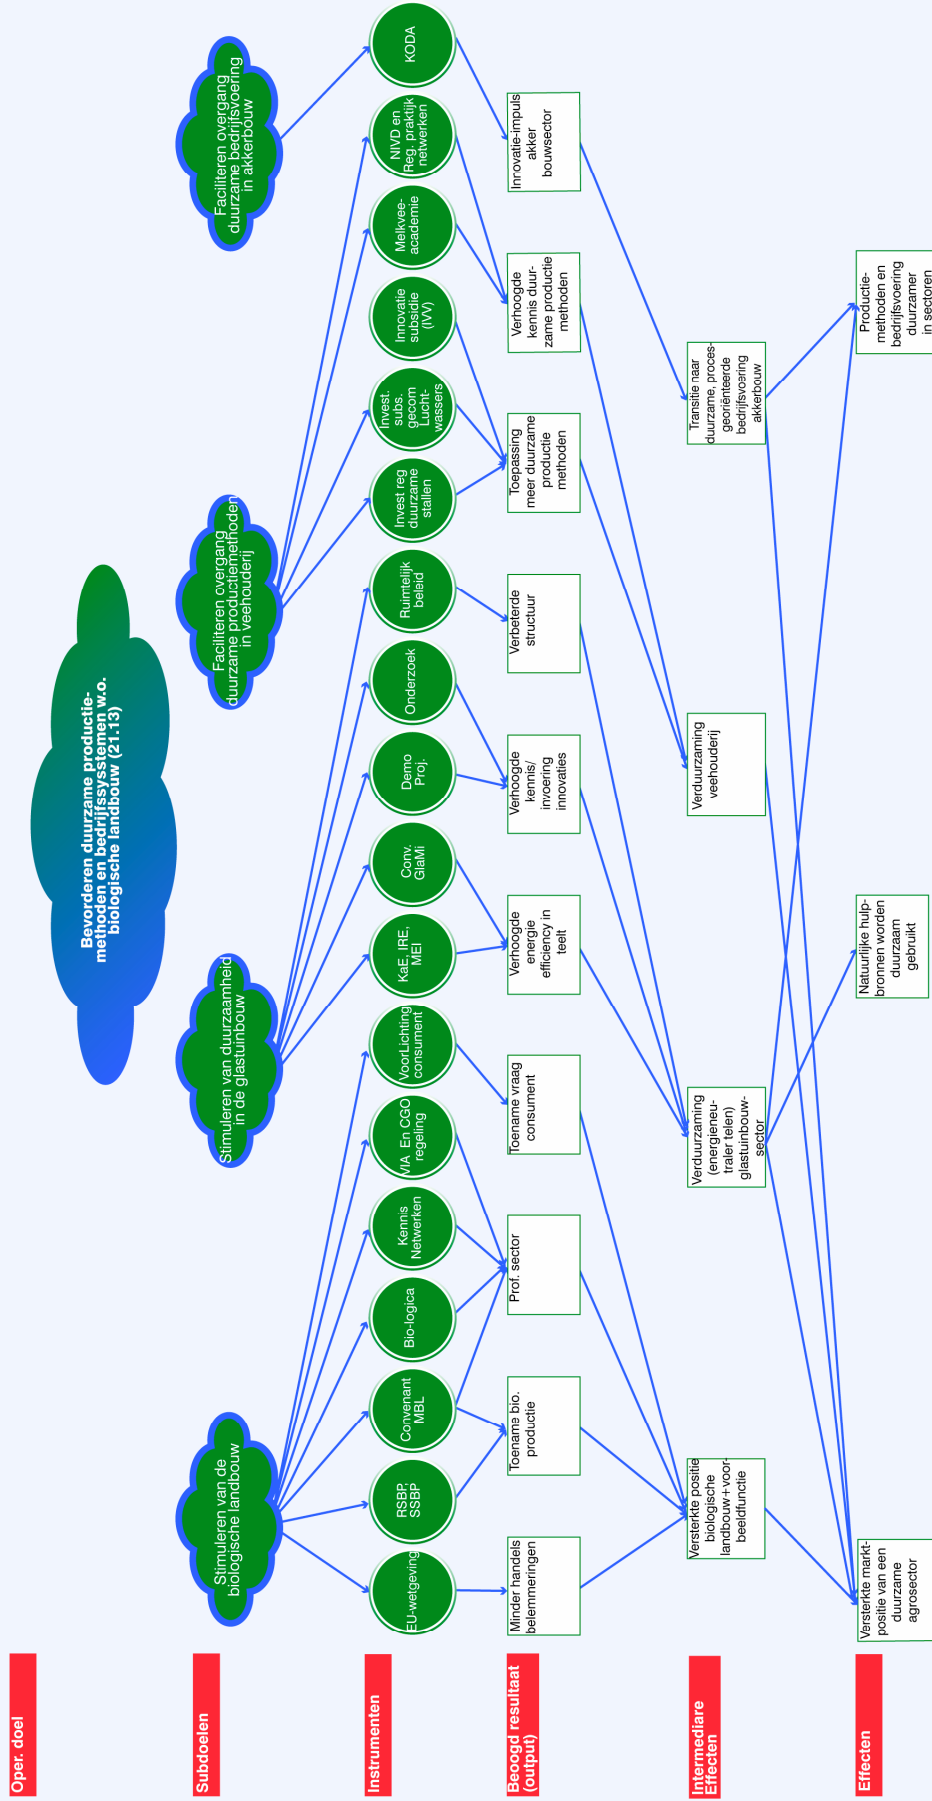 Oper. doel
Bevorderen duurzame productie-
methoden en bedrijfssysstemen w.o.
biologische landbouw (21.13)
Subdoelen
Stimuleren van de
biologische landbouw
Stimuleren van duurzaamheid
in de glastuinbouw
Faciliteren overgang
duurzame productiemethoden
in veehouderij
Faciliteren overgang
duurzame bedrijfsvoering
in akkerbouw
Instrumenten
EU-wetgeving
RSBP,
SSBP
Convenant
MBL
Bio-logica
Kennis
Netwerken
VIA En CGO
regeling
VoorLichting
consument
KaE, IRE,
MEI
Conv.
GlaMi
Demo
Proj.
Onderzoek
Ruimtelijk
beleid
Invest reg
duurzame
stallen
Invest.
subs.
gecom
Lucht-
wassers
Innovatie
subsidie
(IVV)
Melkvee-
academie
NIVD en
Reg. praktijk
netwerken
KODA
Beoogd resultaat
(output)
Minder handels
belemmeringen
Toename bio.
productie
Prof. sector
Toename vraag
consument
Verhoogde
energie
efficiency in
teelt
Verhoogde
kennis/
invoering
innovaties
Verbeterde
structuur
Toepassing
meer duurzame
productie
methoden
Verhoogde
kennis duur-
zame productie
methoden
Innovatie-impuls
akker
bouwsector
Intermediare
Effecten
Versterkte positie
biologische
landbouw+voor-
beeldfunctie
Verduurzaming
(energieneu-
traler telen)
glastuinbouw-
sector
Verduurzaming
veehouderij
Transitie naar
duurzame, proces-
georiënteerde
bedrijfsvoering
akkerbouw
Effecten
Versterkte markt-
positie van een
duurzame
agrosector
Natuurlijke hulp-
bronnen worden
duurzaam
gebruikt
Productie-
methoden en
bedrijfsvoering
duurzamer
in sectoren